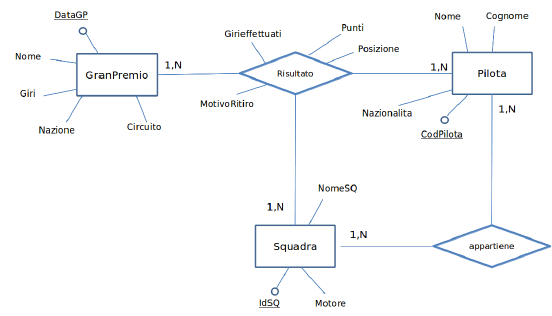 DataGP
Nome
Cognome
Punti
Girieffettuati
Posizione
Nome
1,N
GranPremio
Risultato
1,N
Pilota
Giri
MotivoRitiro
Nazione
Circuito
Nazionalita
1,N
CodPilota
NomeSQ
1,N
1,N
Squadra
appartiene
IdSQ
Motore